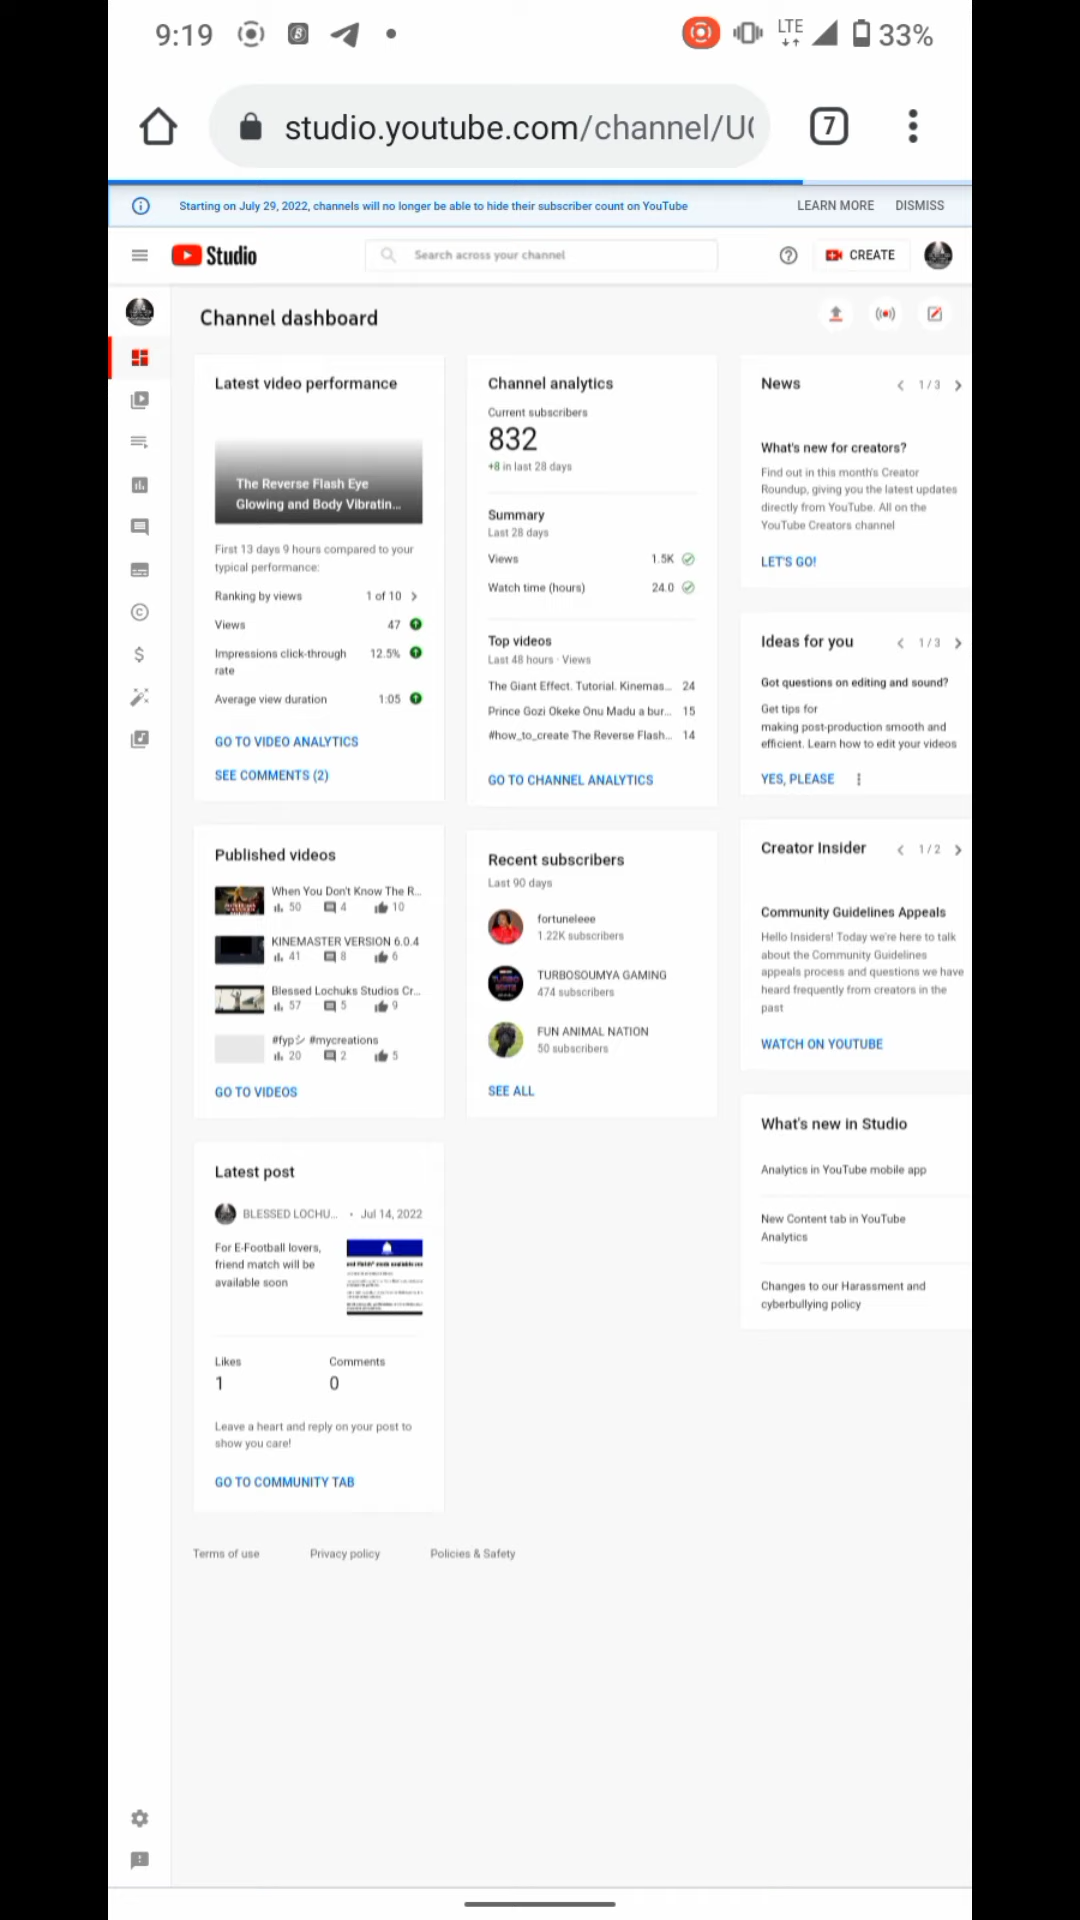 9:19
LTE
33%
studio.youtube.com/channel/U
7
Starting on July 29, 2022, channels will no longer be able to hide their subscriber count on YouTube
LEARN MORE
DISMISS
Studio
Search across your channel
CREATE
Channel dashboard
Latest video performance
The Reverse Flash Eye
Glowing and Body Vibratin...
First 13 days 9 hours compared to your
typical performance:
Ranking by views 1 of 10
Views 47
Impressions click-through 12.5%
rate
Average view duration 1:05
GO TO VIDEO ANALYTICS
SEE COMMENTS (2)
Channel analytics
Current subscribers
832
+8 in last 28 days
Summary
Last 28 days
Views 1.5K
Watch time (hours) 24.0
Top videos
Last 48 hours · Views
The Giant Effect. Tutorial. Kinemas... 24
Prince Gozi Okeke Onu Madu a bur... 15
#how_to_create The Reverse Flash... 14
GO TO CHANNEL ANALYTICS
News
1 / 3
What's new for creators?
Find out in this month's Creator
Roundup, giving you the latest updates
directly from YouTube. All on the
YouTube Creators channel
LET'S GO!
Ideas for you
1 / 3
Got questions on editing and sound?
Get tips for
making post-production smooth and
efficient. Learn how to edit your videos
YES, PLEASE
Published videos
When You Don't Know The R...
50 4 10
KINEMASTER VERSION 6.0.4
41 8 6
Blessed Lochuks Studios Cr...
57 5 9
#fypシ #mycreations
20 2 5
GO TO VIDEOS
Recent subscribers
Last 90 days
fortuneleee
1.22K subscribers
TURBOSOUMYA GAMING
474 subscribers
FUN ANIMAL NATION
50 subscribers
SEE ALL
Creator Insider
1 / 2
Community Guidelines Appeals
Hello Insiders! Today we're here to talk
about the Community Guidelines
appeals process and questions we have
heard frequently from creators in the
past
WATCH ON YOUTUBE
Latest post
BLESSED LOCHU... · Jul 14, 2022
For E-Football lovers,
friend match will be
available soon
Likes Comments
1 0
Leave a heart and reply on your post to
show you care!
GO TO COMMUNITY TAB
What's new in Studio
Analytics in YouTube mobile app
New Content tab in YouTube
Analytics
Changes to our Harassment and
cyberbullying policy
Terms of use
Privacy policy
Policies & Safety